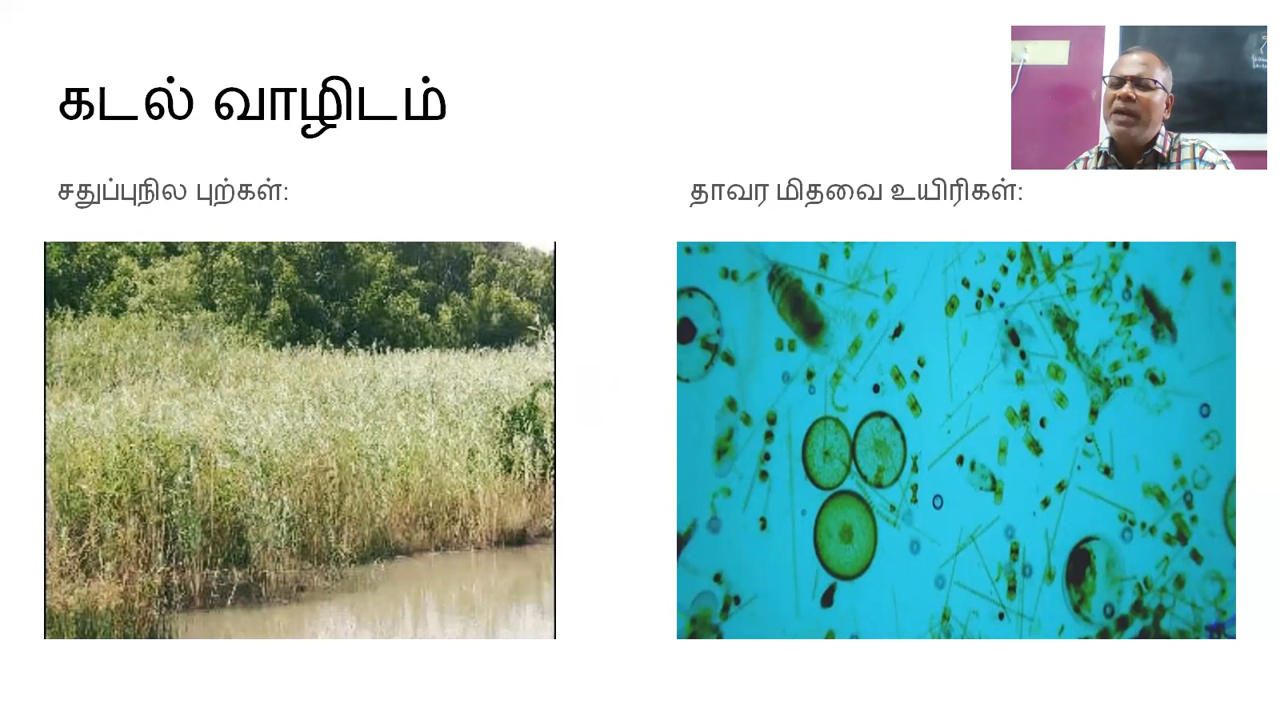 கடல் வாழிடம்
சதுப்புநில புற்கள்:
தாவர மிதவை உயிரிகள்: